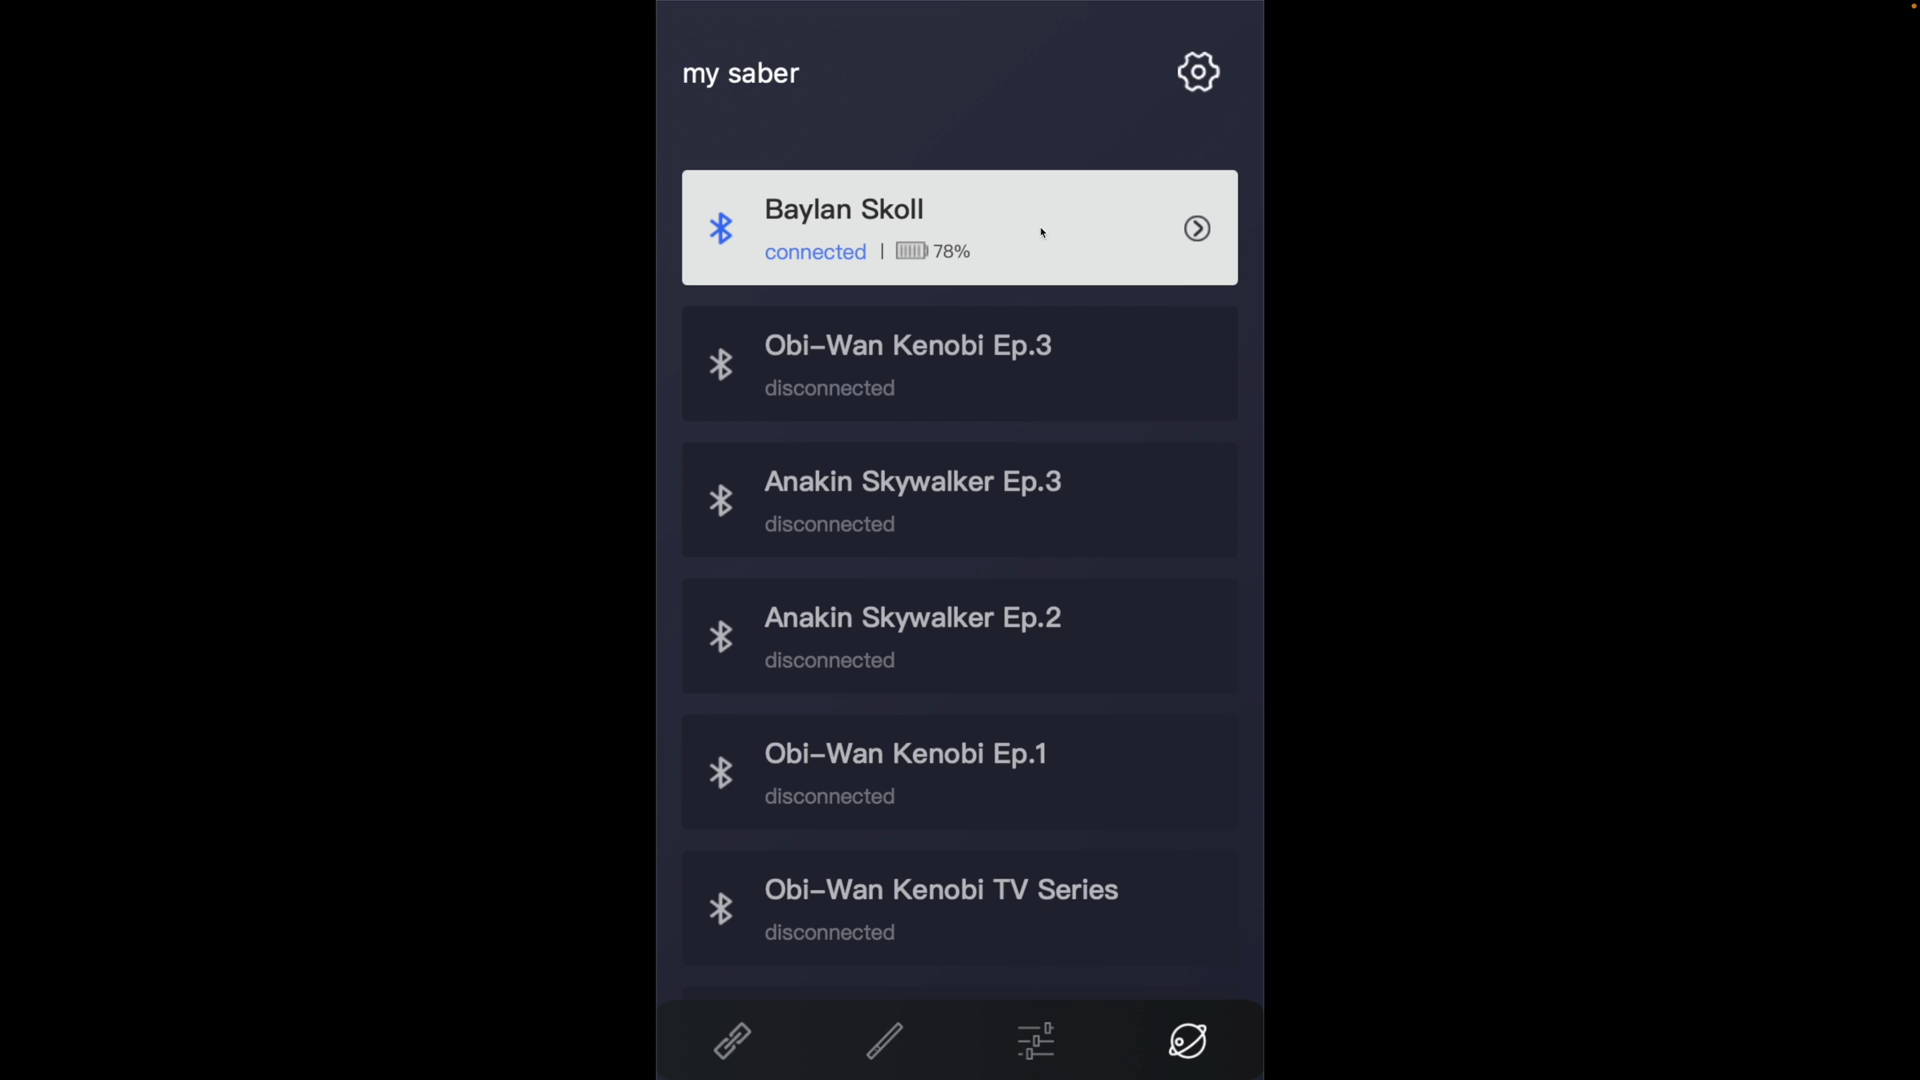 my saber
Baylan Skoll
connected | 78%
Obi–Wan Kenobi Ep.3
disconnected
Anakin Skywalker Ep.3
disconnected
Anakin Skywalker Ep.2
disconnected
Obi–Wan Kenobi Ep.1
disconnected
Obi–Wan Kenobi TV Series
disconnected